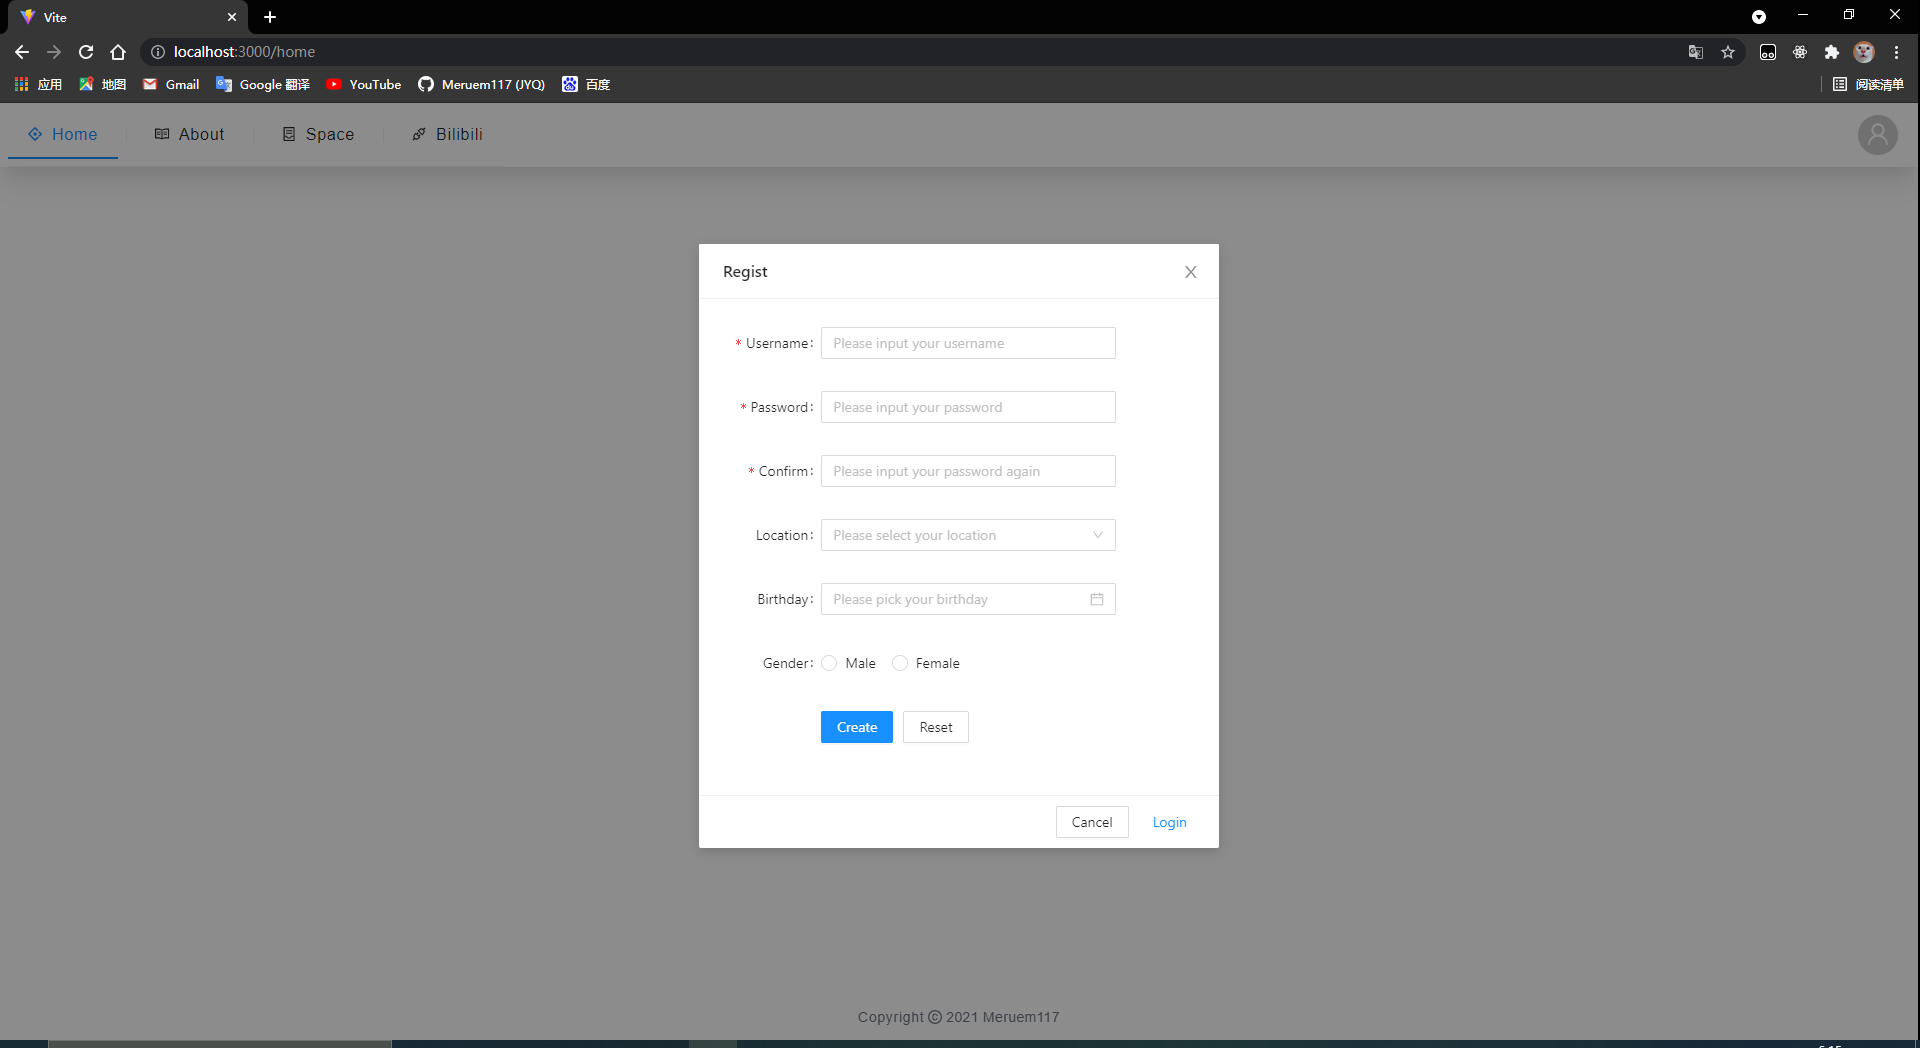 Vite
localhost:3000/home
应用 地图 Gmail Google 翻译 YouTube Meruem117 (JYQ) 百度 阅读清单
Home About Space Bilibili
Regist
* Username: Please input your username
* Password: Please input your password
* Confirm: Please input your password again
Location: Please select your location
Birthday: Please pick your birthday
Gender: Male Female
Create Reset
Cancel Login
Copyright © 2021 Meruem117